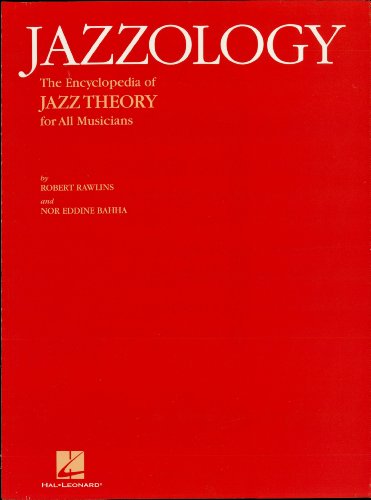 JAZZOLOGY
The Encyclopedia of
JAZZ THEORY
for All Musicians
by
ROBERT RAWLINS
and
NOR EDDINE BAHHA
HAL•LEONARD®